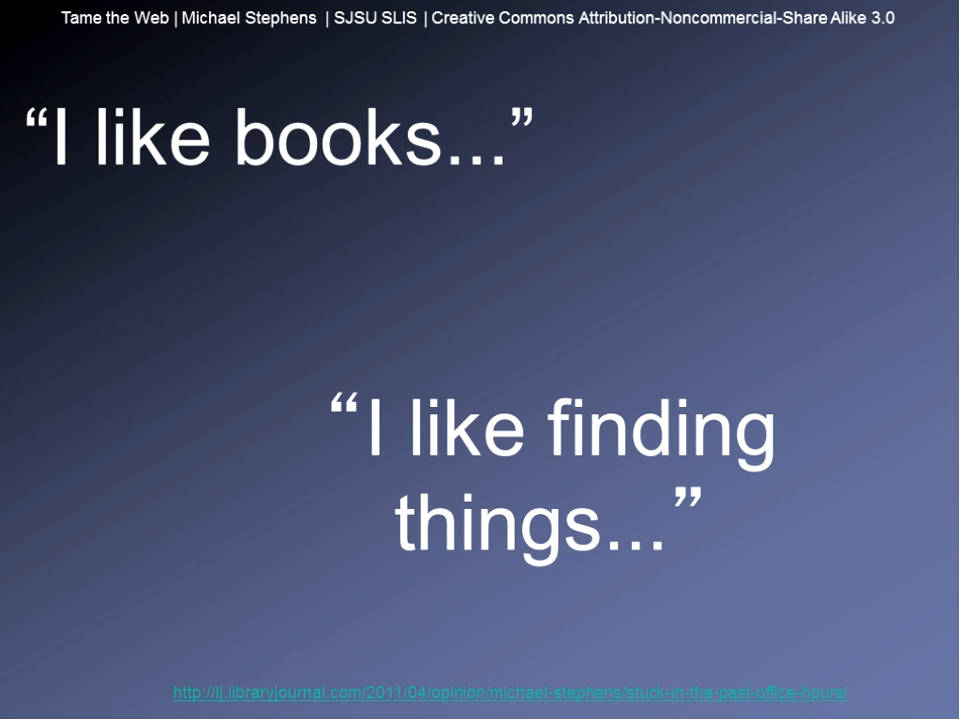 Tame the Web | Michael Stephens | SJSU SLIS | Creative Commons Attribution-Noncommercial-Share Alike 3.0
“I like books...”
“I like finding
things...”
http://lj.libraryjournal.com/2011/04/opinion/michael-stephens/stuck-in-the-past-office-hours/